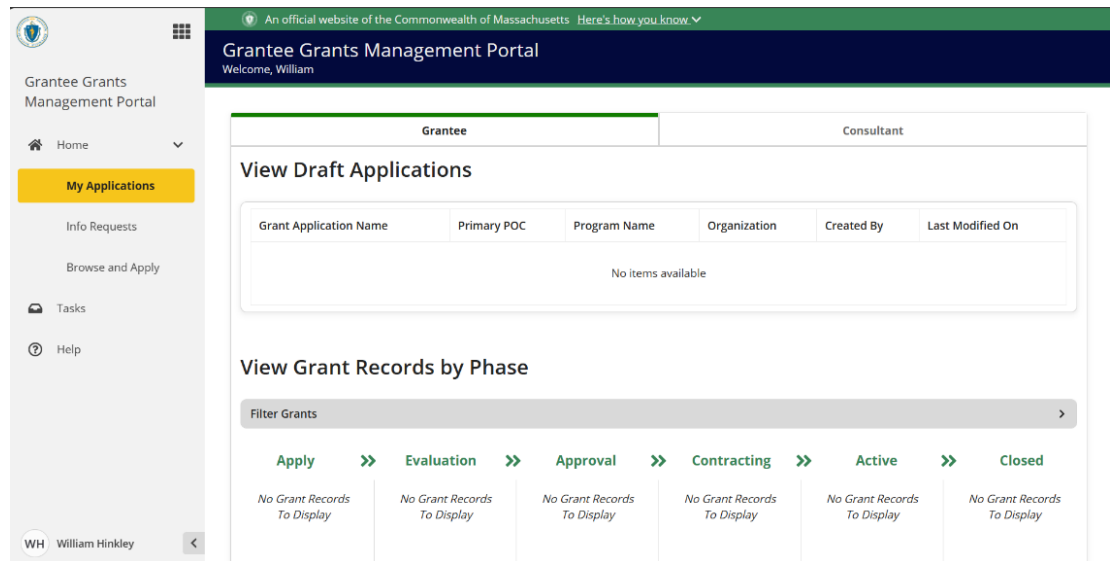 An official website of the Commonwealth of Massachusetts Here's how you know
Grantee Grants Management Portal
Welcome, William
Grantee Grants
Management Portal
Home
My Applications
Info Requests
Browse and Apply
Tasks
Help
WH William Hinkley
Grantee Consultant
View Draft Applications
Grant Application Name Primary POC Program Name Organization Created By Last Modified On
No items available
View Grant Records by Phase
Filter Grants
Apply Evaluation Approval Contracting Active Closed
No Grant Records No Grant Records No Grant Records No Grant Records No Grant Records No Grant Records
To Display To Display To Display To Display To Display To Display